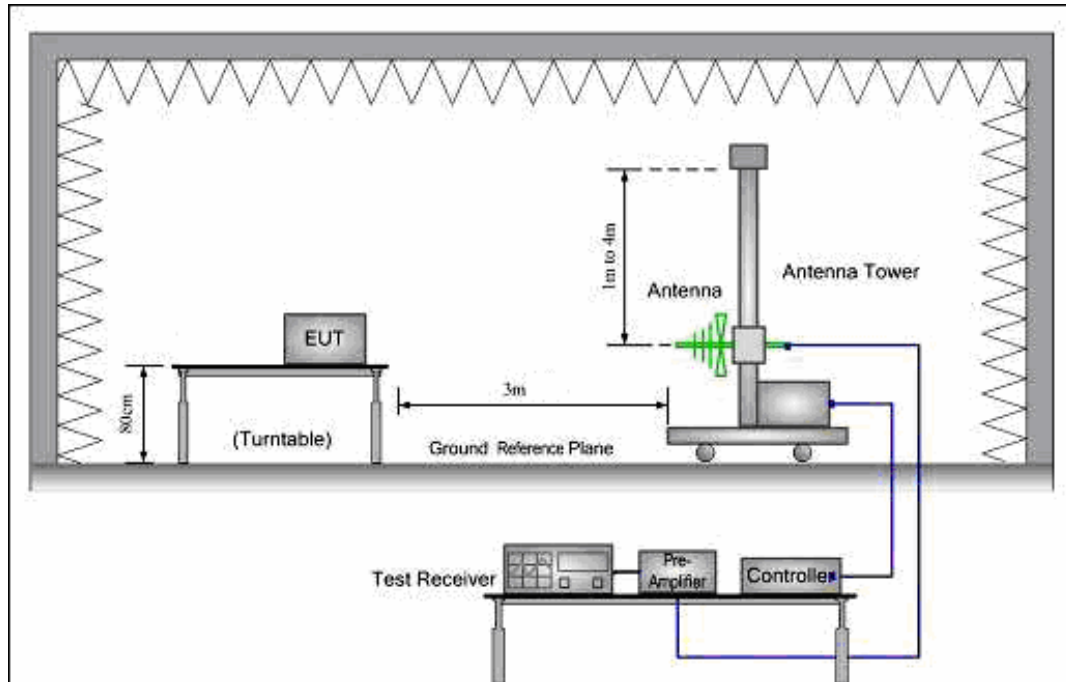 1m to 4m
Antenna
Antenna Tower
EUT
80cm
3m
(Turntable)
Ground Reference Plane
Test Receiver
Pre-
Amplifier
Controller